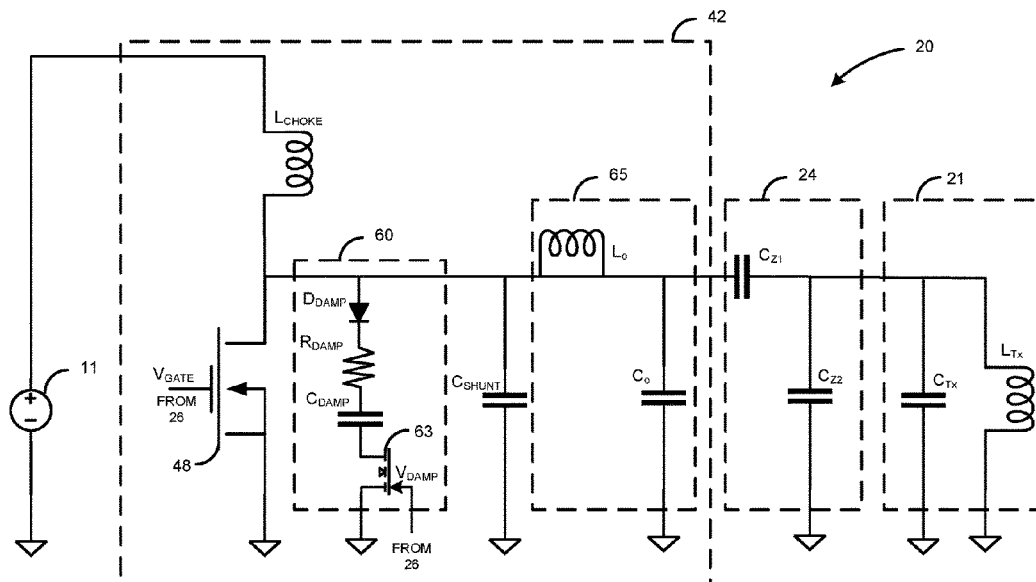 42
20
L_CHOKE
65
24
21
60
L_o
C_Z1
D_DAMP
R_DAMP
L_Tx
11
+
-
V_GATE
FROM
26
C_DAMP
C_SHUNT
C_o
C_Z2
C_Tx
63
V_DAMP
48
FROM
26